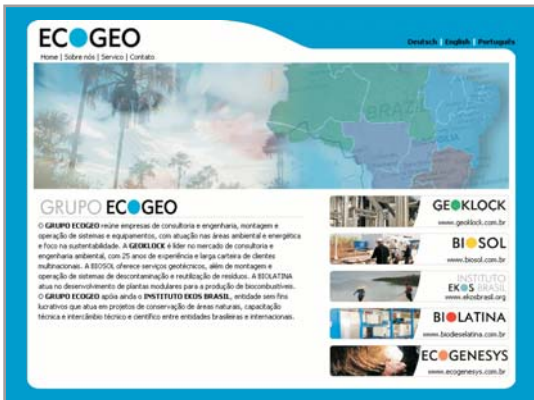 ECOGEO
Deutsch | English | Português
Home | Sobre nós | Servico | Contato
BRAZIL
GRUPO ECOGEO
O GRUPO ECOGEO reúne empresas de consultoria e engenharia, montagem e
operação de sistemas e equipamentos, com atuação nas áreas ambiental e energética
e foco na sustentabilidade. A GEOKLOCK é líder no mercado de consultoria e
engenharia ambiental, com 25 anos de experiência e larga carteira de clientes
multinacionais. A BIOSOL oferece serviços geotécnicos, além de montagem e
operação de sistemas de descontaminação e reutilização de resíduos. A BIOLATINA
atua no desenvolvimento de plantas modulares para a produção de biocombustíveis.
O GRUPO ECOGEO apóia ainda o INSTITUTO EKOS BRASIL, entidade sem fins
lucrativos que atua em projetos de conservação de áreas naturais, capacitação
técnica e intercâmbio técnico e científico entre entidades brasileiras e internacionais.
GEOKLOCK
www.geoklock.com.br
BIOSOL
www.biosol.com.br
INSTITUTO
EKOS BRASIL
www.ekosbrasil.org
BIOLATINA
www.biodeselatina.com.br
ECOGENESYS
www.ecogenesys.com.br